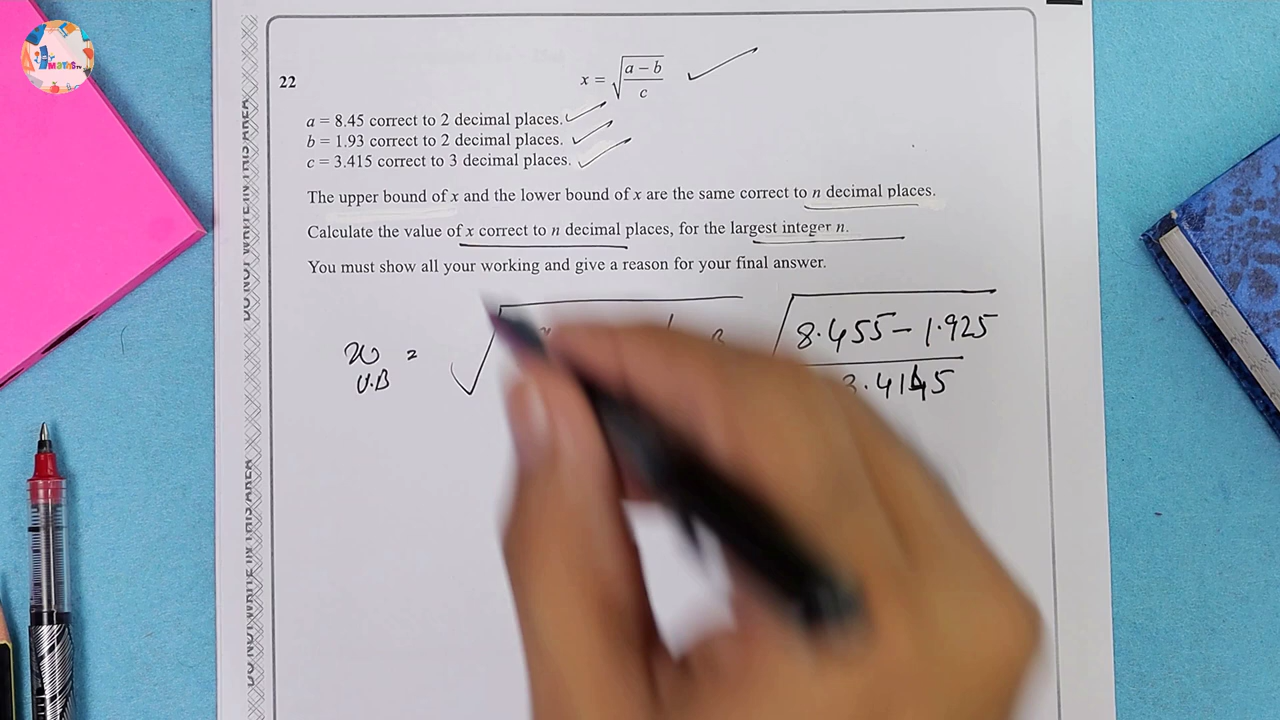 MATHS TV
22
x = √((a − b)/c)
a = 8.45 correct to 2 decimal places.
b = 1.93 correct to 2 decimal places.
c = 3.415 correct to 3 decimal places.
The upper bound of x and the lower bound of x are the same correct to n decimal places.
Calculate the value of x correct to n decimal places, for the largest integer n.
You must show all your working and give a reason for your final answer.
x =
U.B
8.455 − 1.925
3.4145
DO NOT WRITE IN THIS AREA
DO NOT WRITE IN THIS AREA